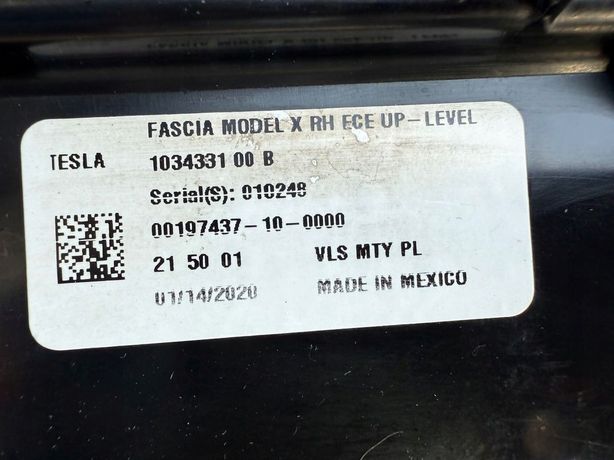 FASCIA MODEL X RH ECE UP-LEVEL
TESLA 1034331 00 B
Serial(S): 010248
00197437-10-0000
21 50 01 VLS MTY PL
01/14/2020 MADE IN MEXICO